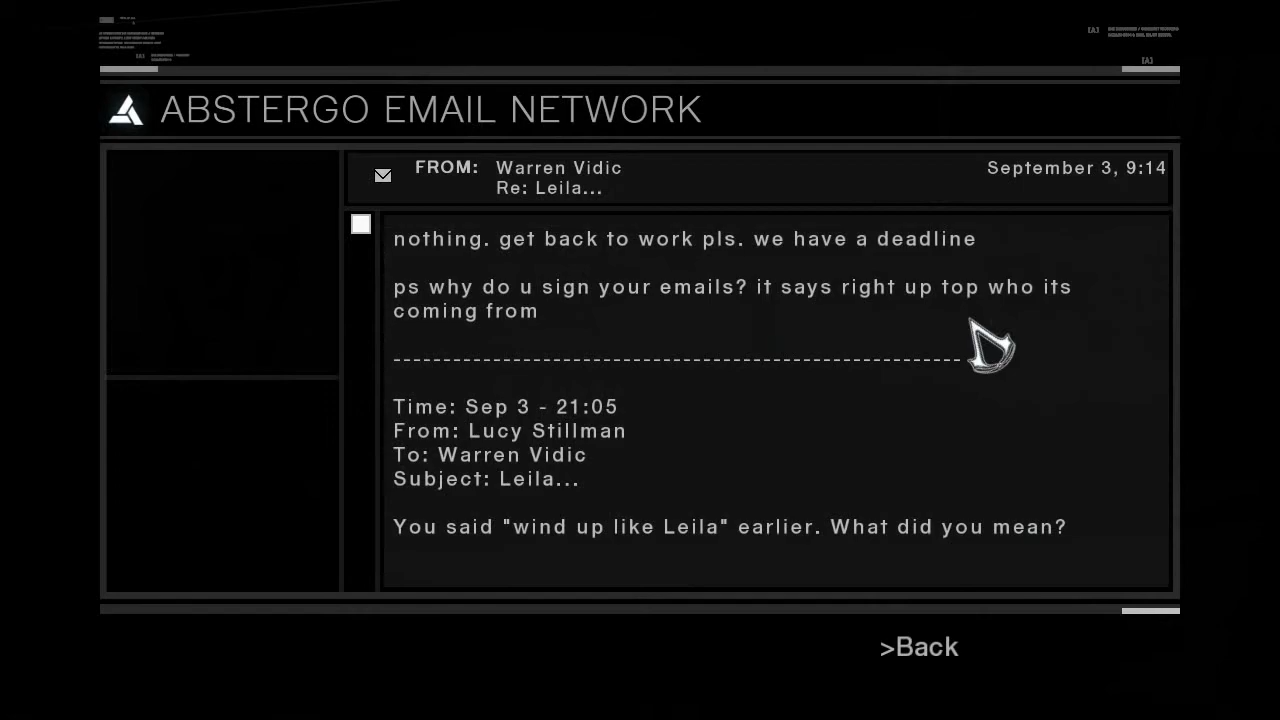 ABSTERGO EMAIL NETWORK
FROM: Warren Vidic September 3, 9:14
Re: Leila...
nothing. get back to work pls. we have a deadline
ps why do u sign your emails? it says right up top who its
coming from
---------------------------------------------------------
Time: Sep 3 - 21:05
From: Lucy Stillman
To: Warren Vidic
Subject: Leila...
You said "wind up like Leila" earlier. What did you mean?
>Back